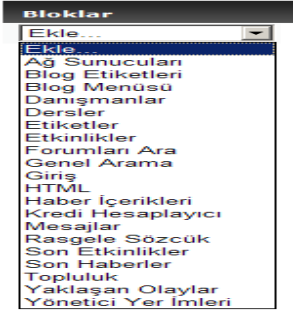 Bloklar
Ekle...
Ekle...
Ağ Sunucuları
Blog Etiketleri
Blog Menüsü
Danışmanlar
Dersler
Etiketler
Etkinlikler
Forumları Ara
Genel Arama
Giriş
HTML
Haber İçerikleri
Kredi Hesaplayıcı
Mesajlar
Rasgele Sözcük
Son Etkinlikler
Son Haberler
Topluluk
Yaklaşan Olaylar
Yönetici Yer İmleri